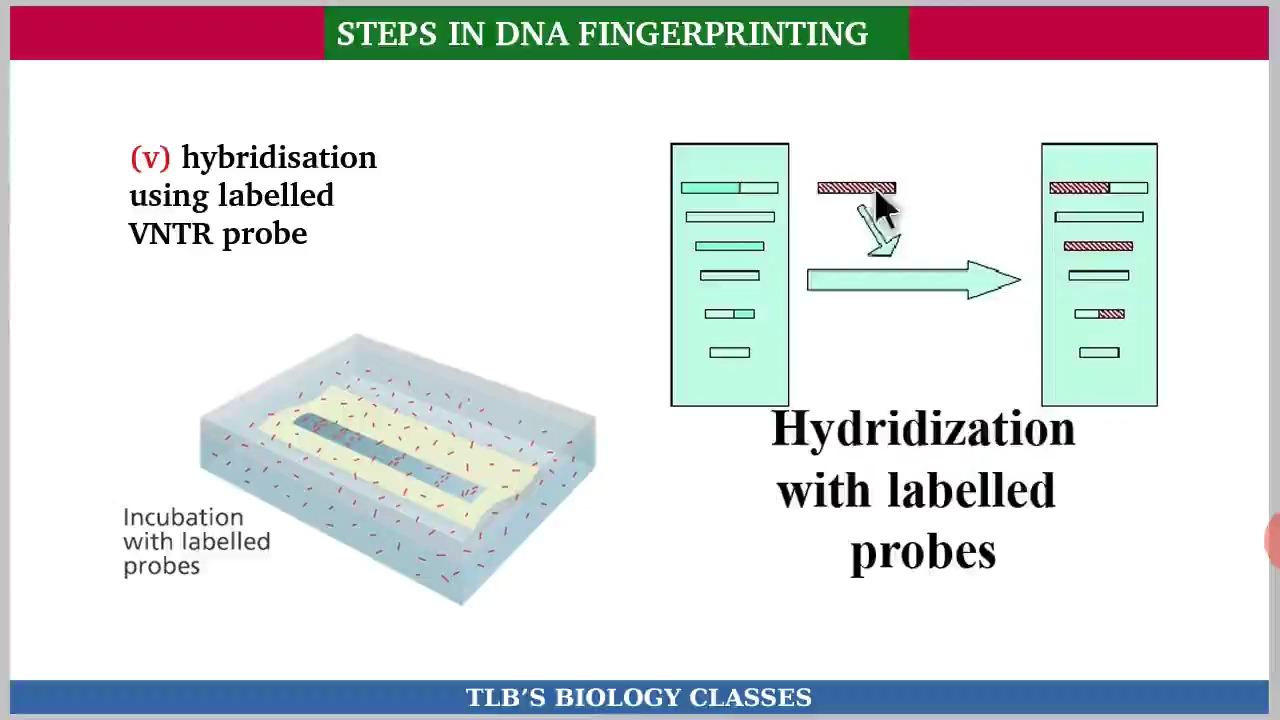 STEPS IN DNA FINGERPRINTING
(v) hybridisation
using labelled
VNTR probe
Hydridization
with labelled
probes
Incubation
with labelled
probes
TLB’S BIOLOGY CLASSES